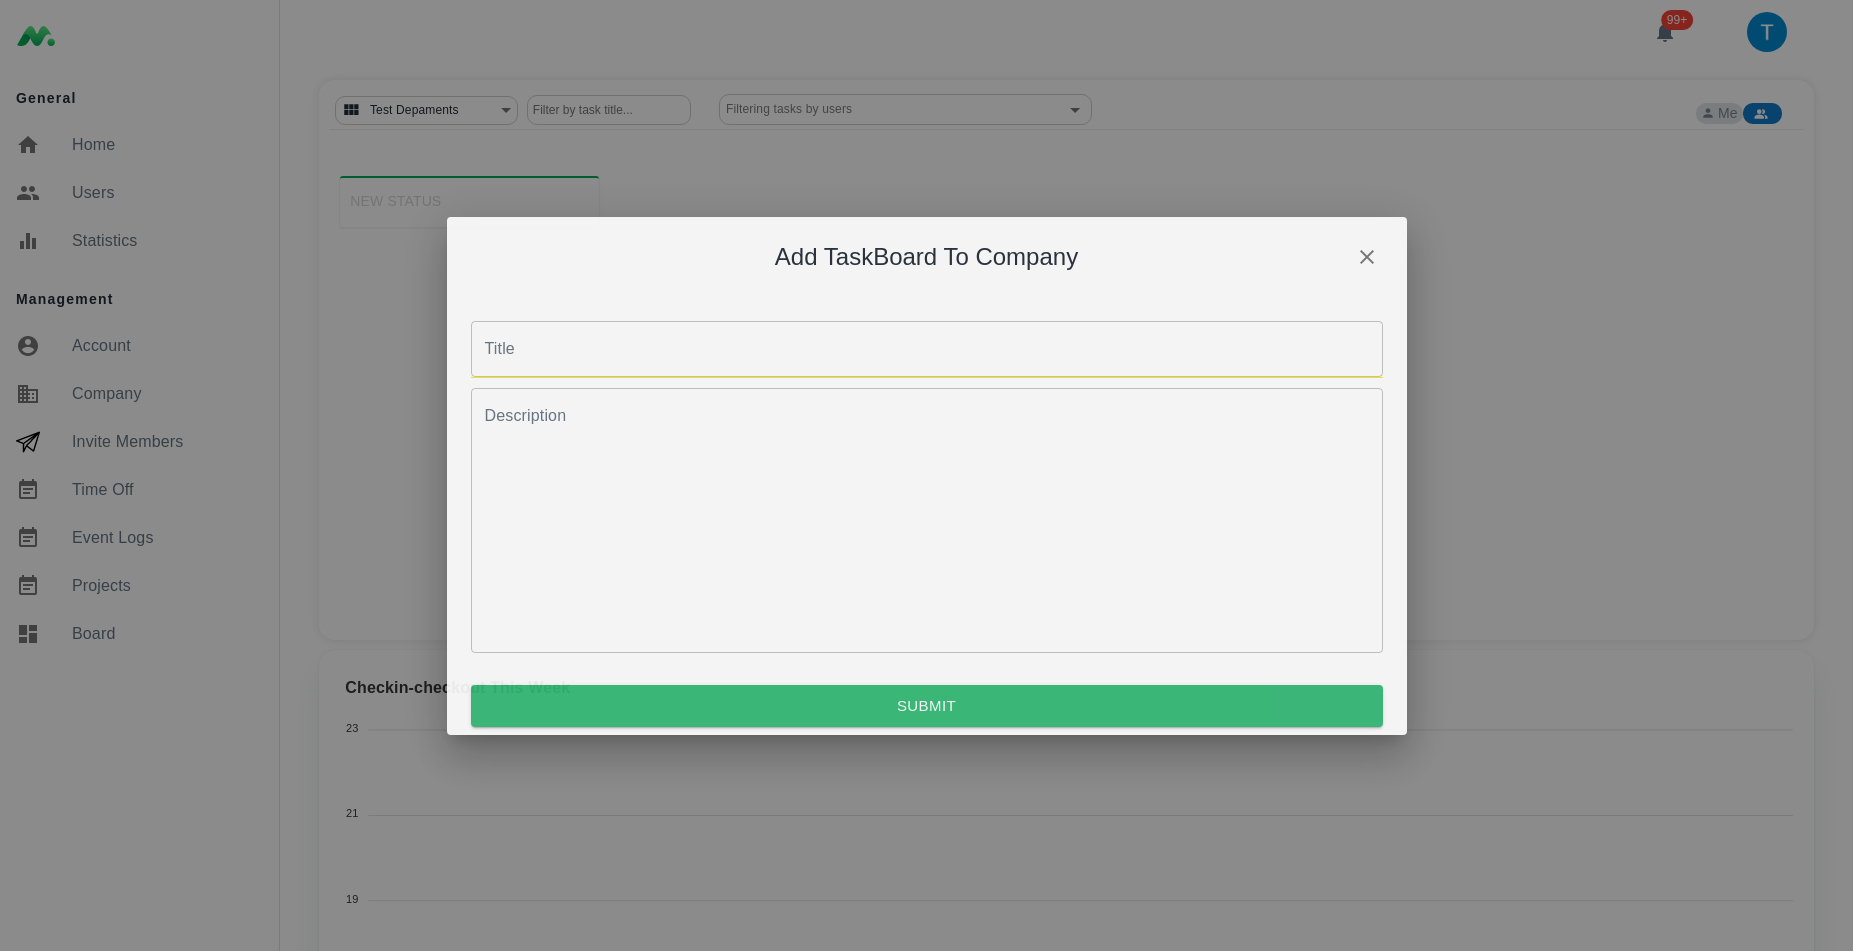 99+
T
General
Home
Users
Statistics
Management
Account
Company
Invite Members
Time Off
Event Logs
Projects
Board
Test Depaments
Filter by task title...
Filtering tasks by users
Me
NEW STATUS
Add TaskBoard To Company
Title
Description
SUBMIT
Checkin-checkout This Week
23
21
19